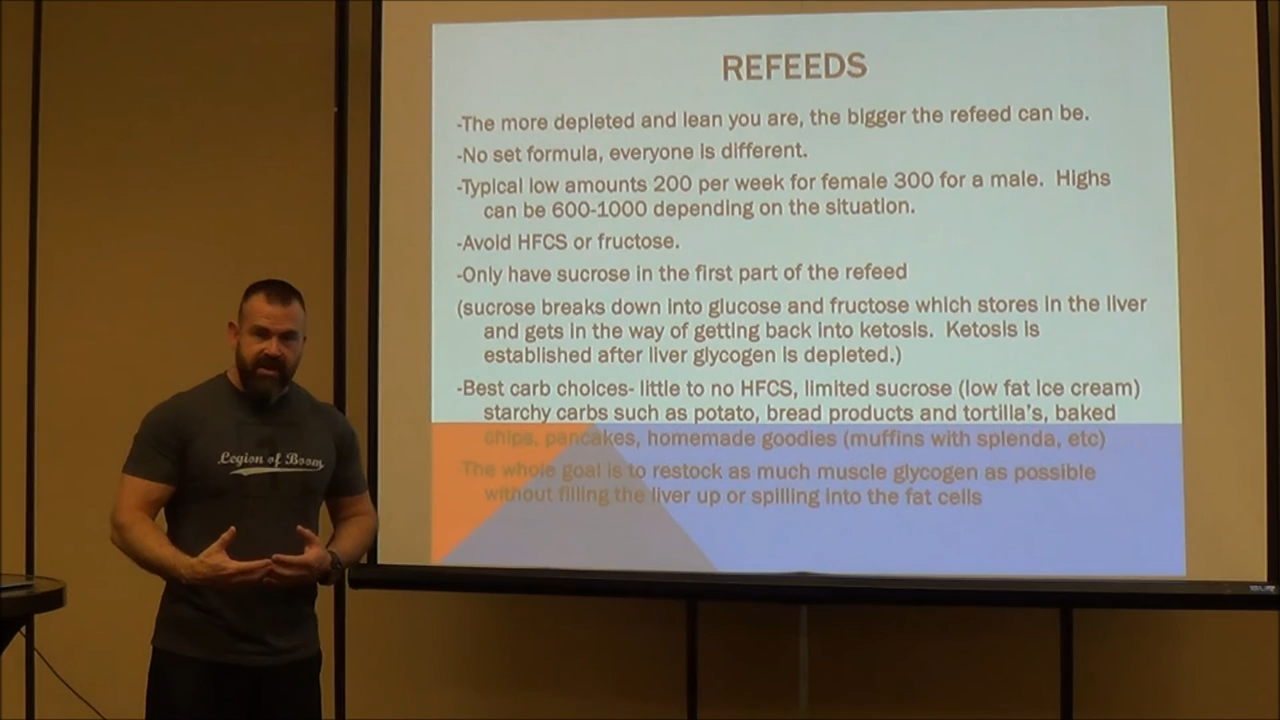 REFEEDS
-The more depleted and lean you are, the bigger the refeed can be.
-No set formula, everyone is different.
-Typical low amounts 200 per week for female 300 for a male. Highs
can be 600-1000 depending on the situation.
-Avoid HFCS or fructose.
-Only have sucrose in the first part of the refeed
(sucrose breaks down into glucose and fructose which stores in the liver
and gets in the way of getting back into ketosis. Ketosis is
established after liver glycogen is depleted.)
-Best carb choices- little to no HFCS, limited sucrose (low fat ice cream)
starchy carbs such as potato, bread products and tortilla's, baked
chips, pancakes, homemade goodies (muffins with splenda, etc)
The whole goal is to restock as much muscle glycogen as possible
without filling the liver up or spilling into the fat cells
Legion of Boom